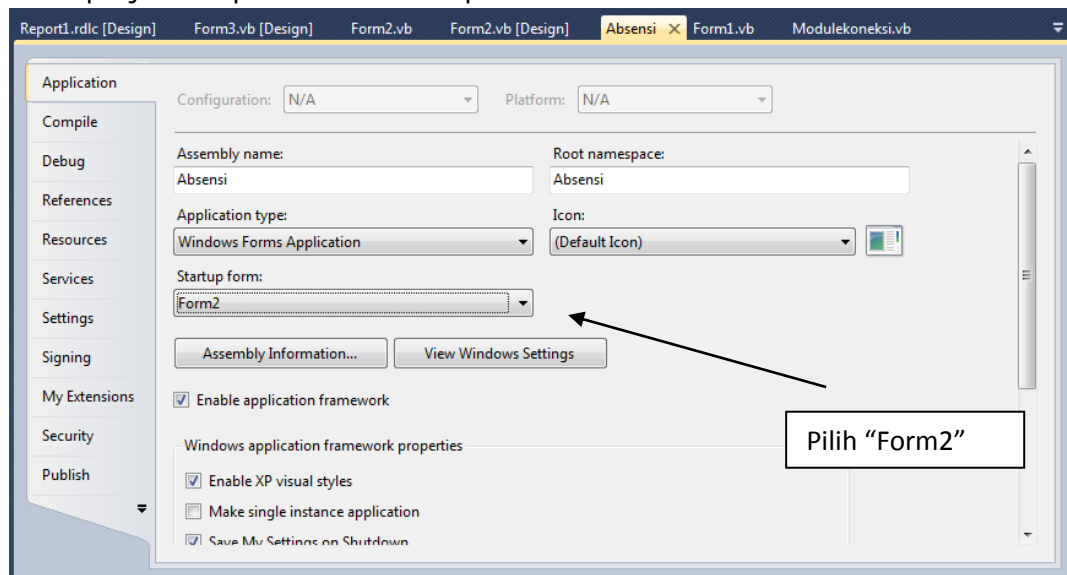 Report1.rdlc [Design] Form3.vb [Design] Form2.vb Form2.vb [Design] Absensi Form1.vb Modulekoneksi.vb
Application
Configuration: N/A Platform: N/A
Compile
Debug
Assembly name: Root namespace:
Absensi Absensi
References
Application type: Icon:
Resources
Windows Forms Application (Default Icon)
Services
Startup form:
Form2
Settings
Signing
Assembly Information... View Windows Settings
My Extensions
Enable application framework
Security
Windows application framework properties
Pilih “Form2”
Publish
Enable XP visual styles
Make single instance application
Save My Settings on Shutdown